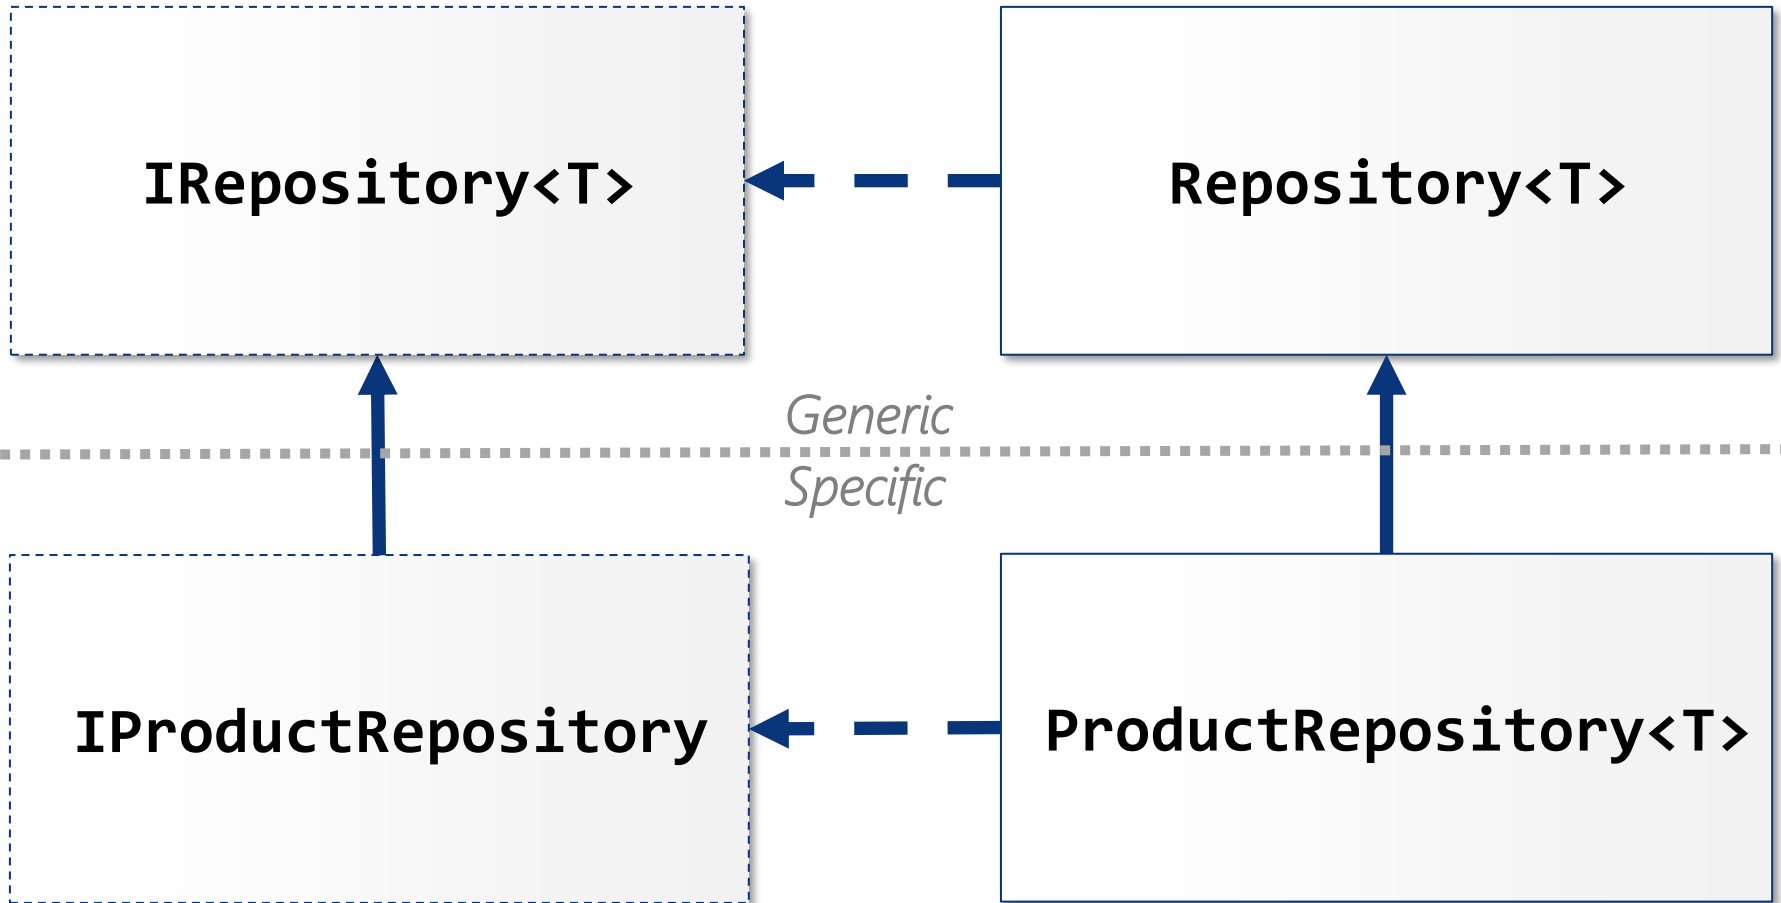 IRepository<T>
Repository<T>
Generic
Specific
IProductRepository
ProductRepository<T>